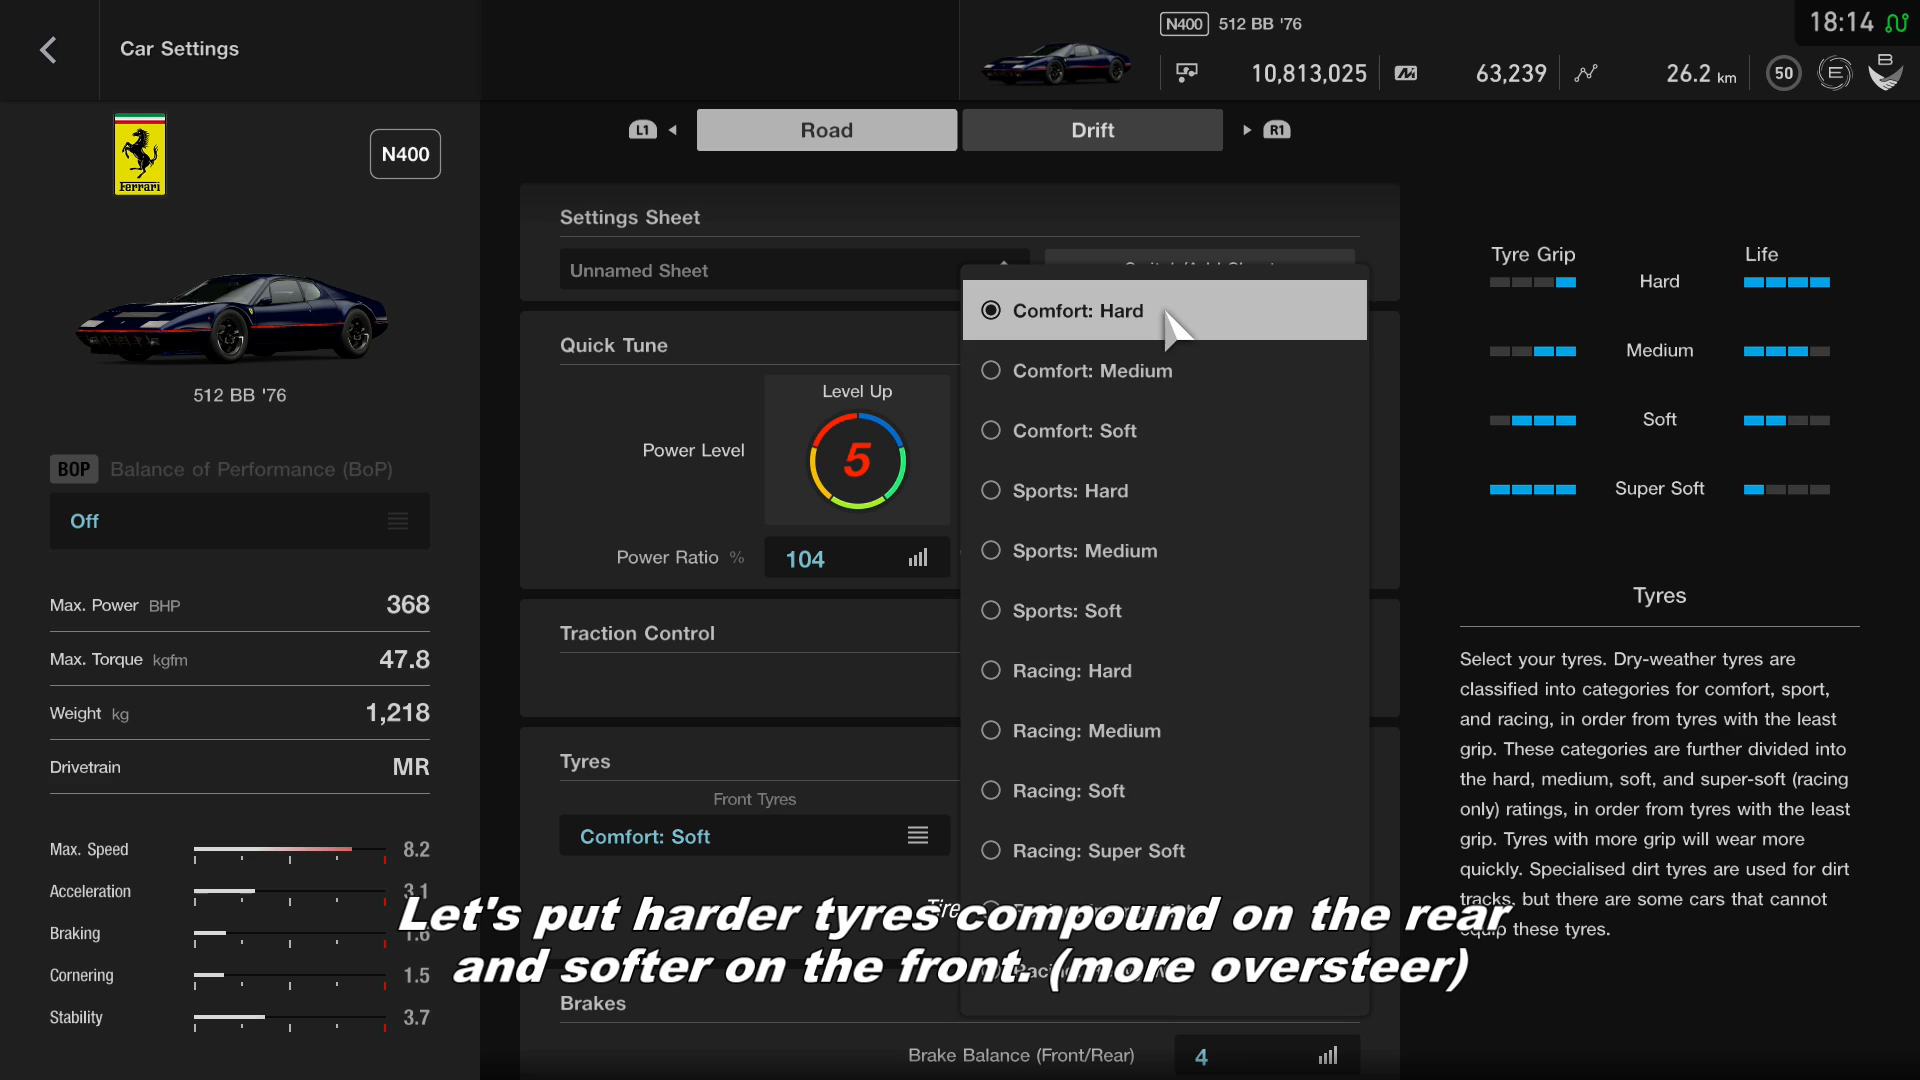 Car Settings
N400 512 BB '76
18:14
10,813,025
63,239
26.2 km
50
E
B
Ferrari
N400
512 BB '76
BOP Balance of Performance (BoP)
Off
Max. Power BHP 368
Max. Torque kgfm 47.8
Weight kg 1,218
Drivetrain MR
Max. Speed 8.2
Acceleration 3.1
Braking 1.6
Cornering 1.5
Stability 3.7
L1 Road Drift R1
Settings Sheet
Unnamed Sheet
Quick Tune
Level Up
Power Level 5
Power Ratio % 104
Traction Control
Tyres
Front Tyres
Comfort: Soft
Tire
Brakes
Brake Balance (Front/Rear) 4
Comfort: Hard
Comfort: Medium
Comfort: Soft
Sports: Hard
Sports: Medium
Sports: Soft
Racing: Hard
Racing: Medium
Racing: Soft
Racing: Super Soft
Let's put harder tyres compound on the rear
and softer on the front. (more oversteer)
Tyre Grip Life
Hard
Medium
Soft
Super Soft
Tyres
Select your tyres. Dry-weather tyres are
classified into categories for comfort, sport,
and racing, in order from tyres with the least
grip. These categories are further divided into
the hard, medium, soft, and super-soft (racing
only) ratings, in order from tyres with the least
grip. Tyres with more grip will wear more
quickly. Specialised dirt tyres are used for dirt
tracks, but there are some cars that cannot
equip these tyres.